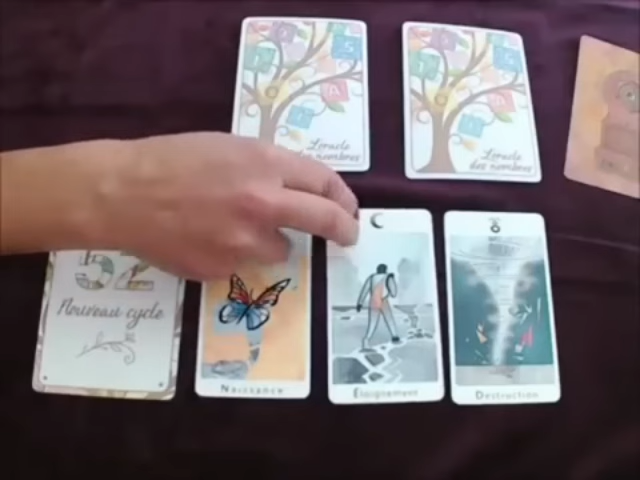 L'oracle
des nombres
L'oracle
des nombres
52
Nouveau cycle
Naissance
Éloignement
Destruction